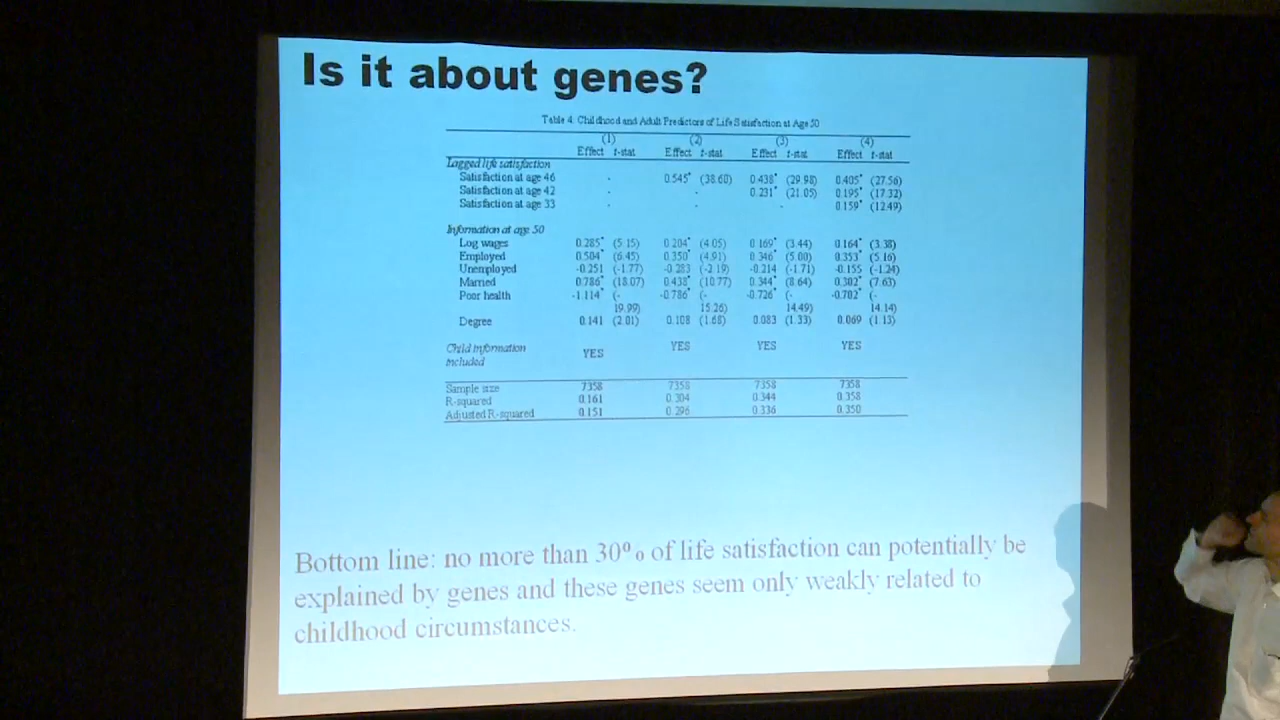 Is it about genes?
Table 4. Childhood and Adult Predictors of Life Satisfaction at Age 50
(1) (2) (3) (4)
Effect t-stat Effect t-stat Effect t-stat Effect t-stat
Lagged life satisfaction
Satisfaction at age 46 - 0.545* (38.60) 0.438* (29.98) 0.405* (27.56)
Satisfaction at age 42 - - 0.231* (21.05) 0.195* (17.32)
Satisfaction at age 33 - - - 0.159* (12.49)
Information at age 50
Log wages 0.285* (5.15) 0.204* (4.05) 0.169* (3.44) 0.164* (3.38)
Employed 0.504* (6.45) 0.350* (4.91) 0.346* (5.00) 0.353* (5.16)
Unemployed -0.251 (-1.77) -0.283 (-2.19) -0.214 (-1.71) -0.155 (-1.24)
Married 0.786* (18.07) 0.438* (10.77) 0.344* (8.64) 0.302* (7.63)
Poor health -1.114* (- -0.786* (- -0.726* (- -0.702* (-
19.99) 15.26) 14.49) 14.14)
Degree 0.141 (2.01) 0.108 (1.68) 0.083 (1.33) 0.069 (1.13)
Child information YES YES YES YES
included
Sample size 7358 7358 7358 7358
R-squared 0.161 0.304 0.344 0.358
Adjusted R-squared 0.151 0.296 0.336 0.350
Bottom line: no more than 30% of life satisfaction can potentially be
explained by genes and these genes seem only weakly related to
childhood circumstances.